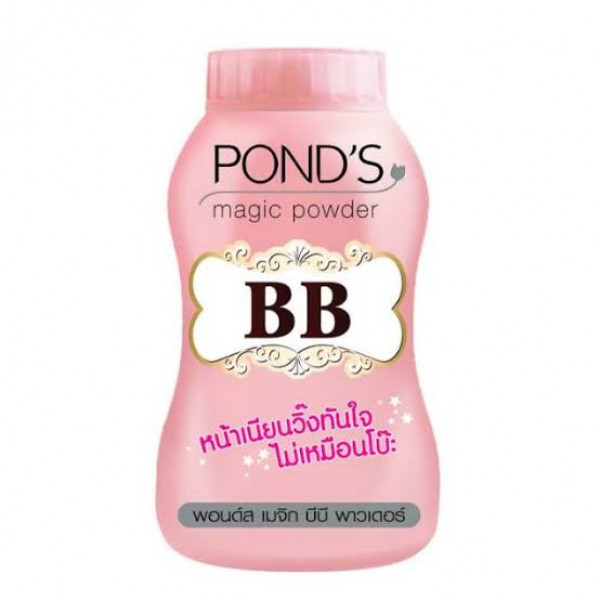 POND'S
magic powder
BB
หน้าเนียนวิ๊งทันใจ
ไม่เหมือนโบ๊ะ
พอนด์ส เมจิก บีบี พาวเดอร์